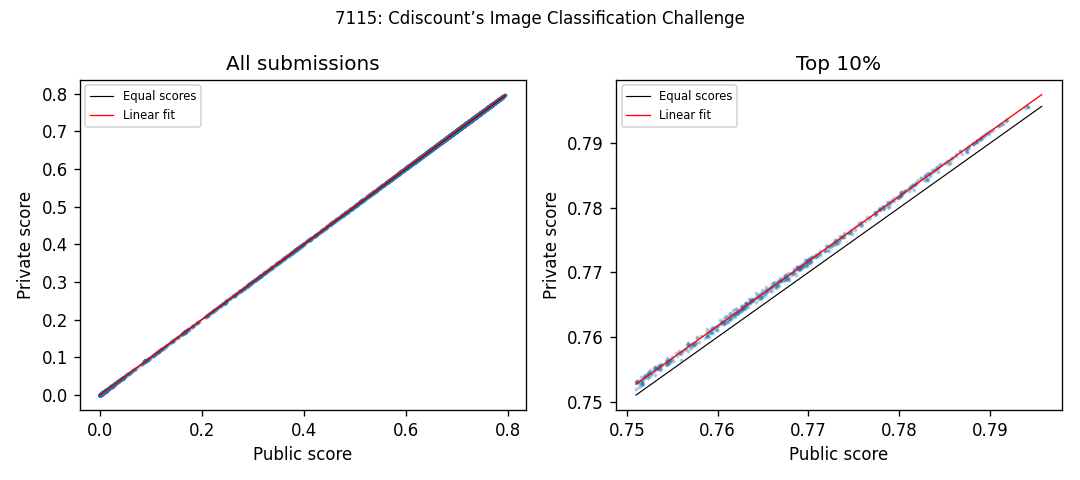 7115: Cdiscount’s Image Classification Challenge
All submissions
Equal scores
Linear fit
0.8
0.7
0.6
0.5
0.4
0.3
0.2
0.1
0.0
Private score
0.0 0.2 0.4 0.6 0.8
Public score
Top 10%
Equal scores
Linear fit
0.79
0.78
0.77
0.76
0.75
Private score
0.75 0.76 0.77 0.78 0.79
Public score